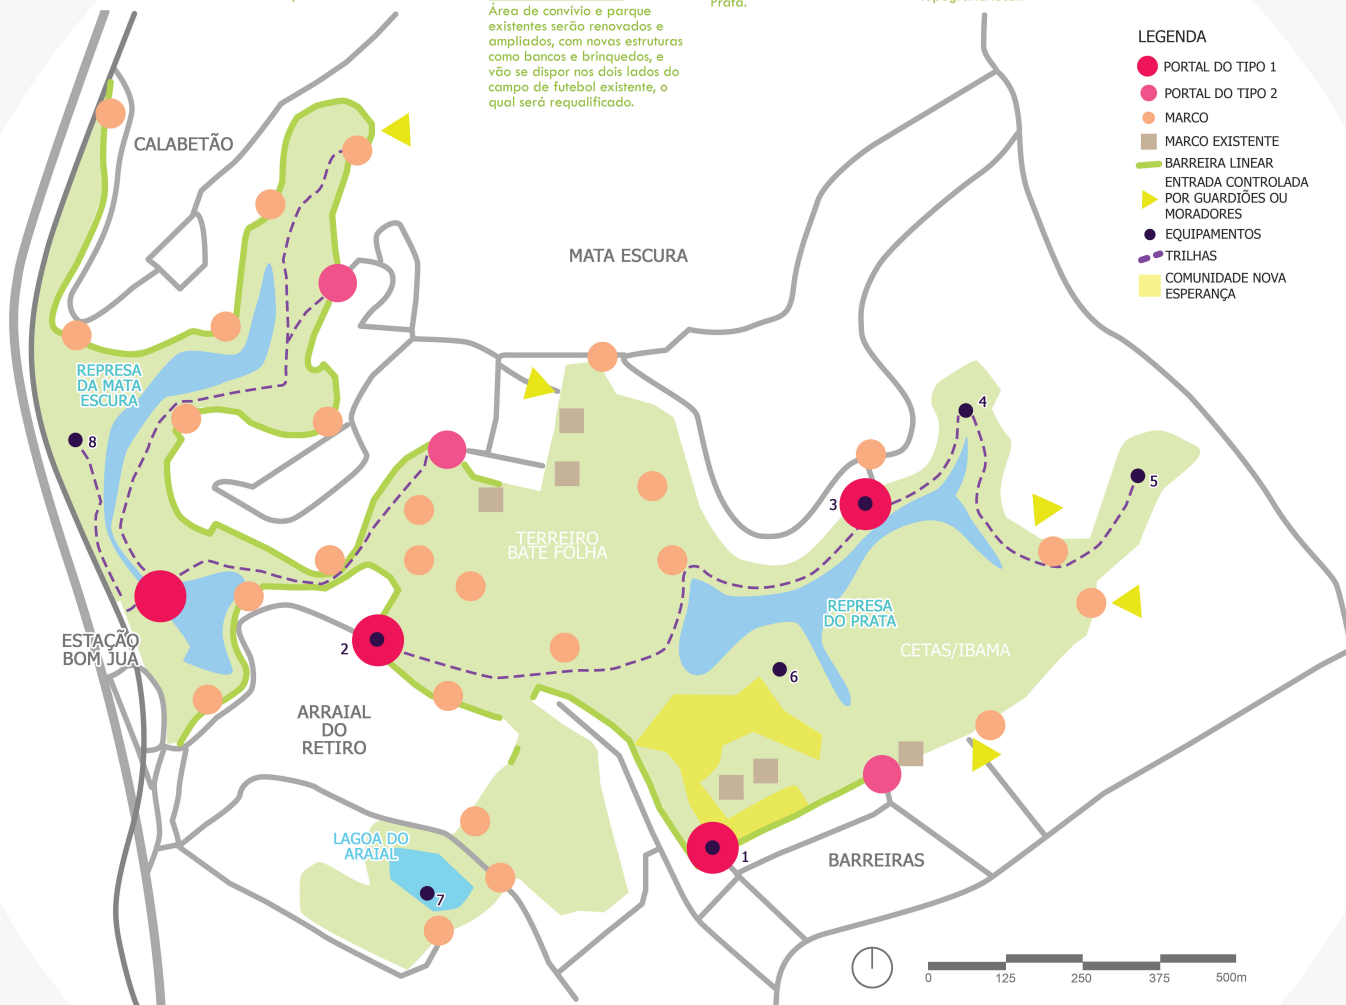 Prata.
Área de convívio e parque
existentes serão renovados e
ampliados, com novas estruturas
como bancos e brinquedos, e
vão se dispor nos dois lados do
campo de futebol existente, o
qual será requalificado.
LEGENDA
PORTAL DO TIPO 1
PORTAL DO TIPO 2
MARCO
MARCO EXISTENTE
BARREIRA LINEAR
ENTRADA CONTROLADA
POR GUARDIÕES OU
MORADORES
EQUIPAMENTOS
TRILHAS
COMUNIDADE NOVA
ESPERANÇA
CALABETÃO
MATA ESCURA
REPRESA
DA MATA
ESCURA
8
4
5
3
TERREIRO
BATE FOLHA
REPRESA
DO PRATA
ESTAÇÃO
BOM JUÁ
2
CETAS/IBAMA
6
ARRAIAL
DO
RETIRO
LAGOA DO
ARAIAL
7
1
BARREIRAS
0
125
250
375
500m